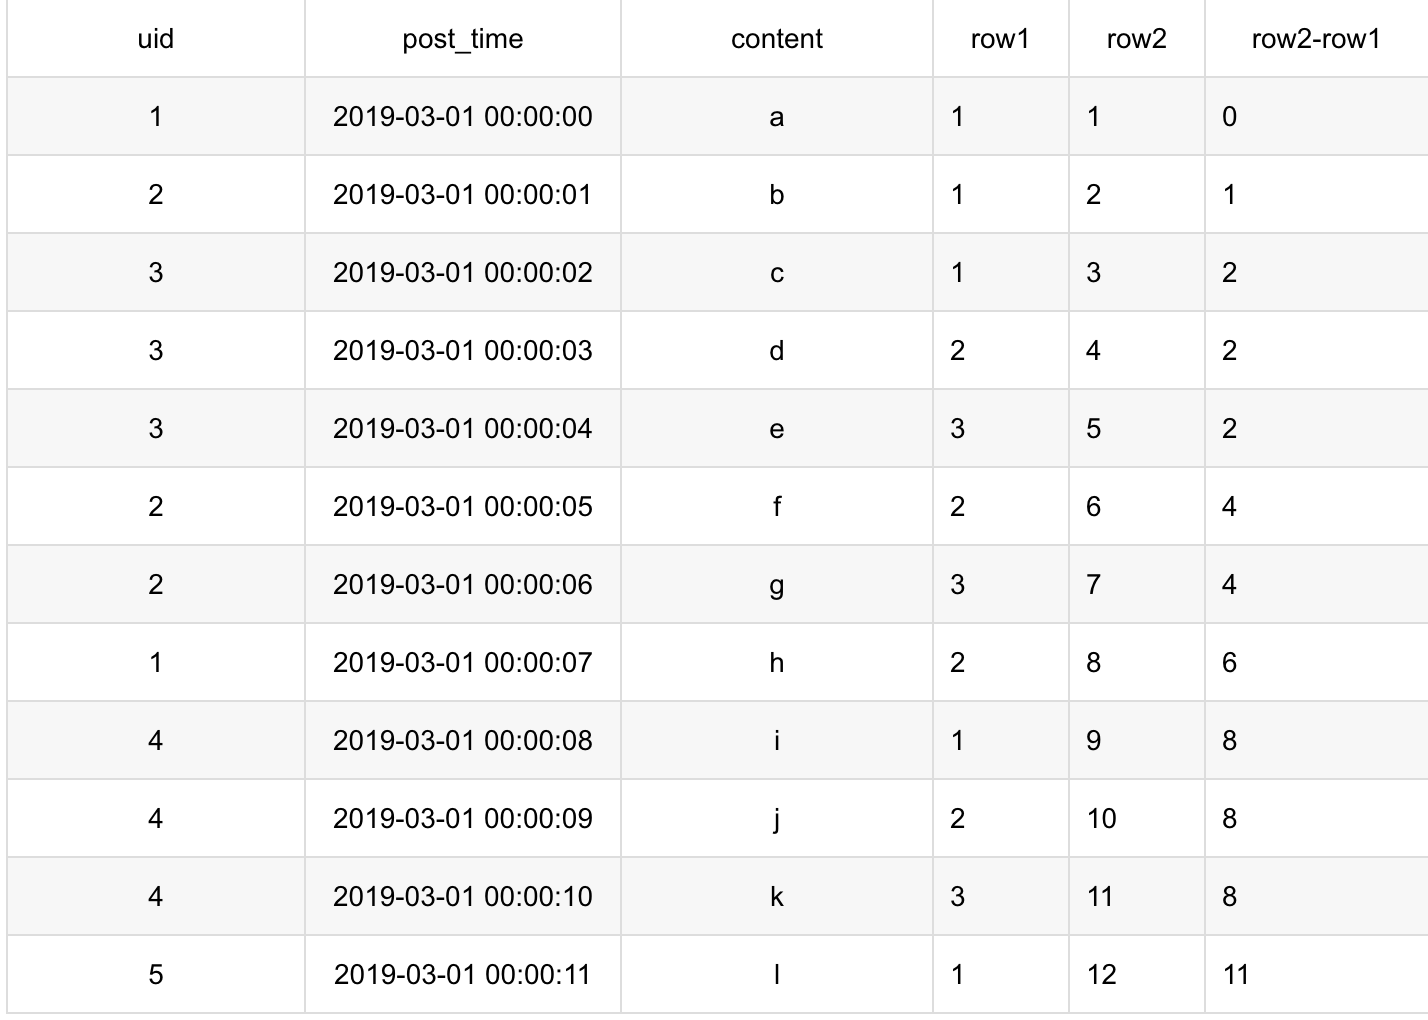 uid post_time content row1 row2 row2-row1
1 2019-03-01 00:00:00 a 1 1 0
2 2019-03-01 00:00:01 b 1 2 1
3 2019-03-01 00:00:02 c 1 3 2
3 2019-03-01 00:00:03 d 2 4 2
3 2019-03-01 00:00:04 e 3 5 2
2 2019-03-01 00:00:05 f 2 6 4
2 2019-03-01 00:00:06 g 3 7 4
1 2019-03-01 00:00:07 h 2 8 6
4 2019-03-01 00:00:08 i 1 9 8
4 2019-03-01 00:00:09 j 2 10 8
4 2019-03-01 00:00:10 k 3 11 8
5 2019-03-01 00:00:11 l 1 12 11